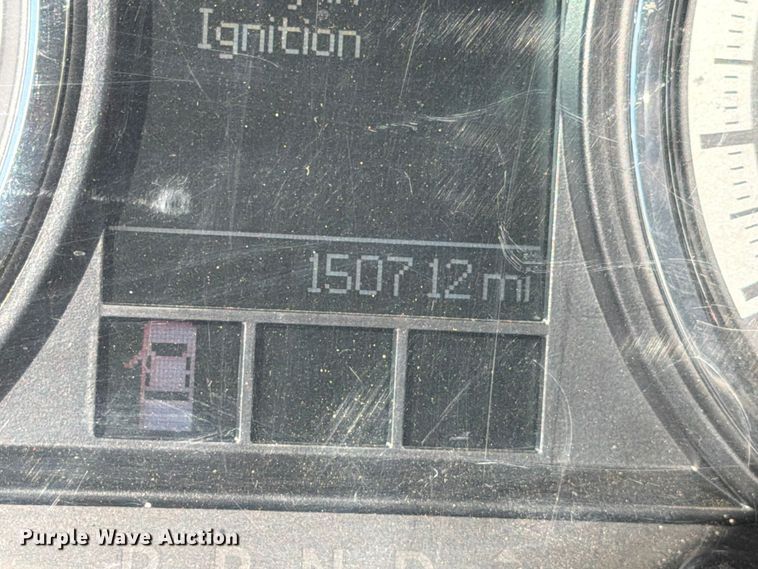 Ignition
150712 mi
P R N D
Purple Wave Auction